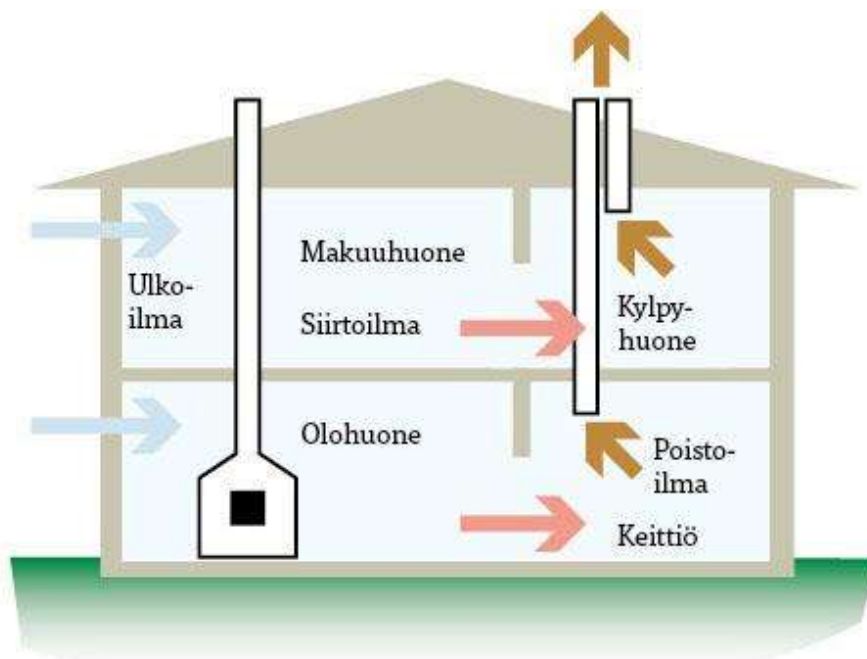 Makuuhuone
Ulko-
ilma
Siirtoilma
Kylpy-
huone
Olohuone
Poisto-
ilma
Keittiö